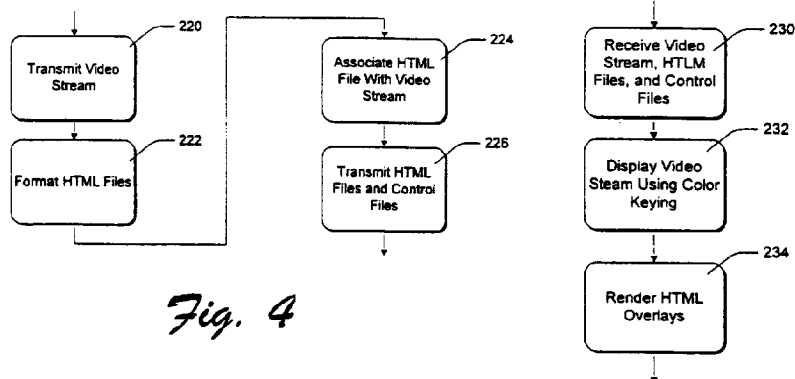 220
Transmit Video
Stream
222
Format HTML Files
224
Associate HTML
File With Video
Stream
226
Transmit HTML
Files and Control
Files
Fig. 4
230
Receive Video
Stream, HTLM
Files, and Control
Files
232
Display Video
Steam Using Color
Keying
234
Render HTML
Overlays